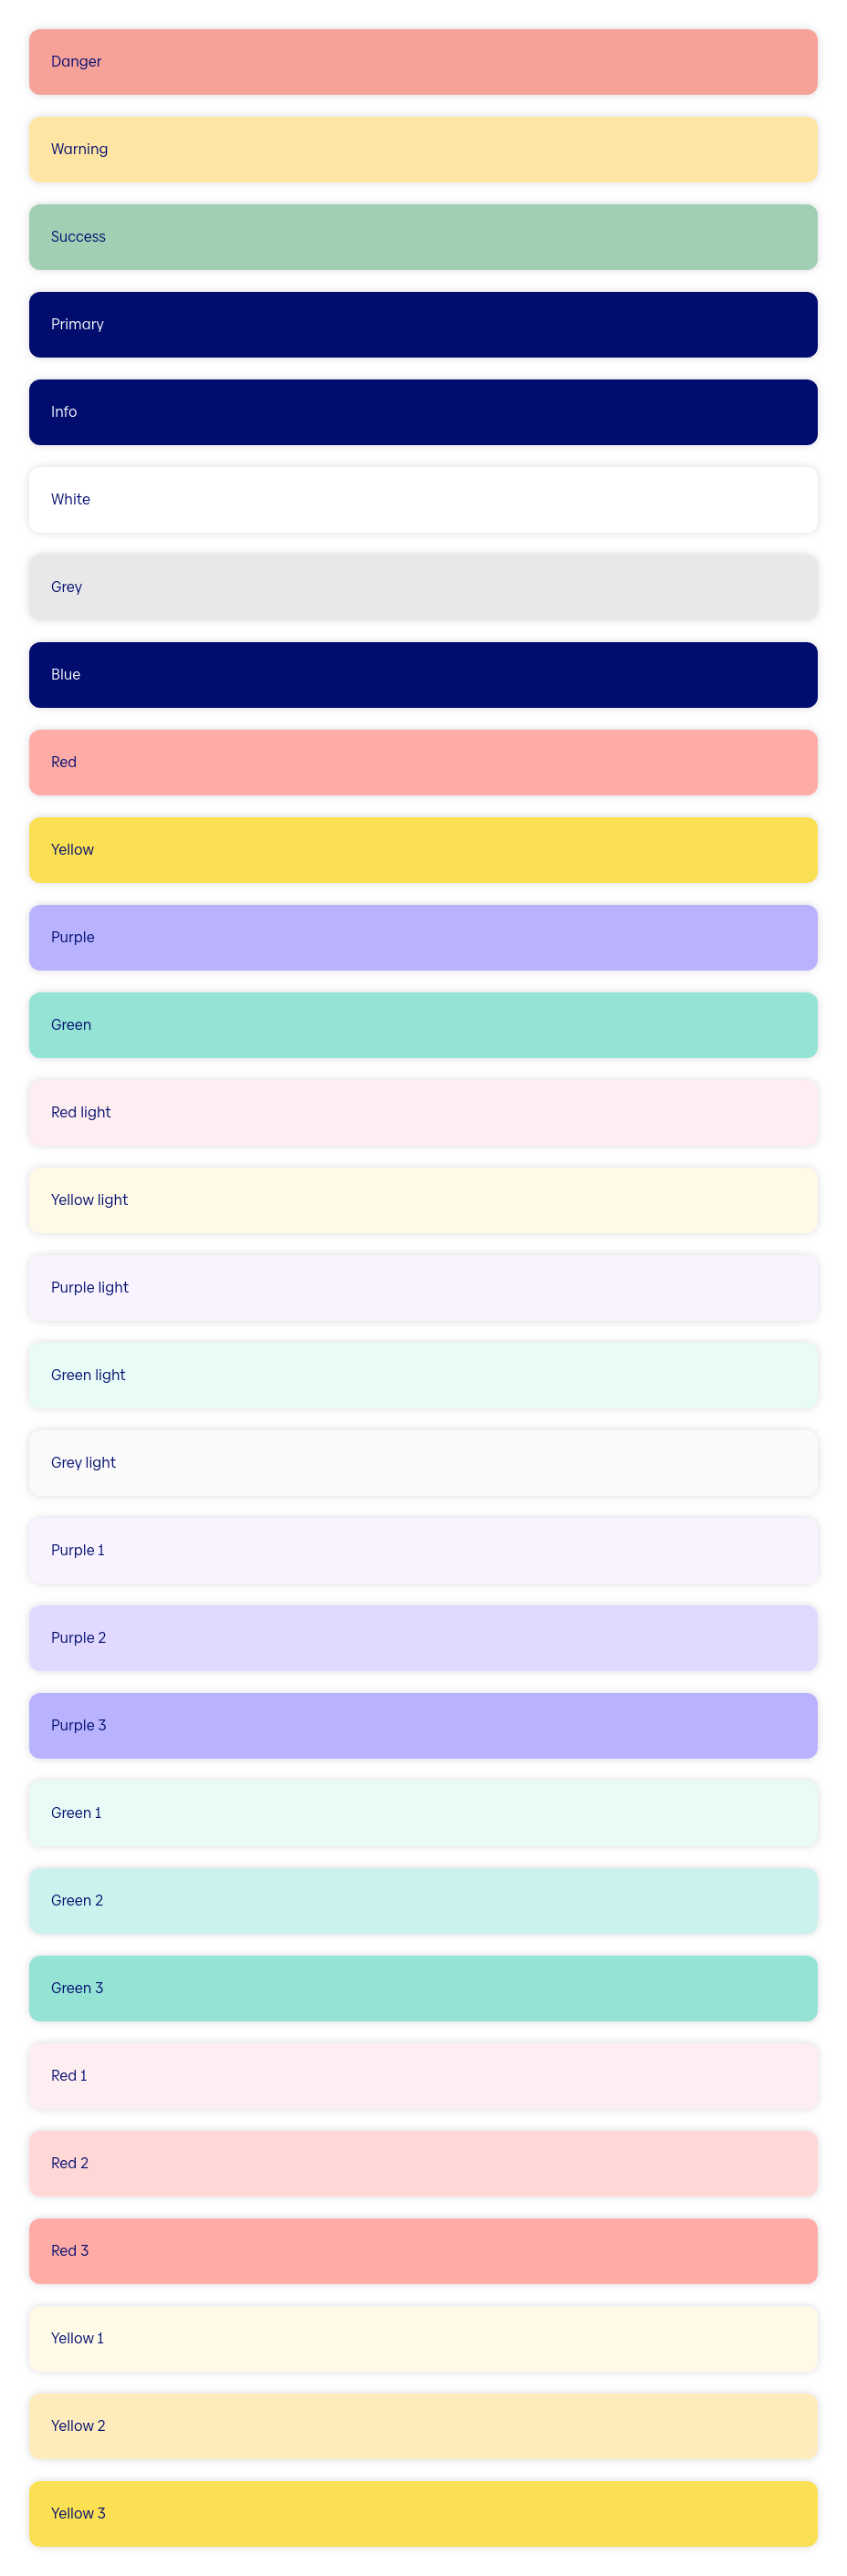 Danger
Warning
Success
Primary
Info
White
Grey
Blue
Red
Yellow
Purple
Green
Red light
Yellow light
Purple light
Green light
Grey light
Purple 1
Purple 2
Purple 3
Green 1
Green 2
Green 3
Red 1
Red 2
Red 3
Yellow 1
Yellow 2
Yellow 3